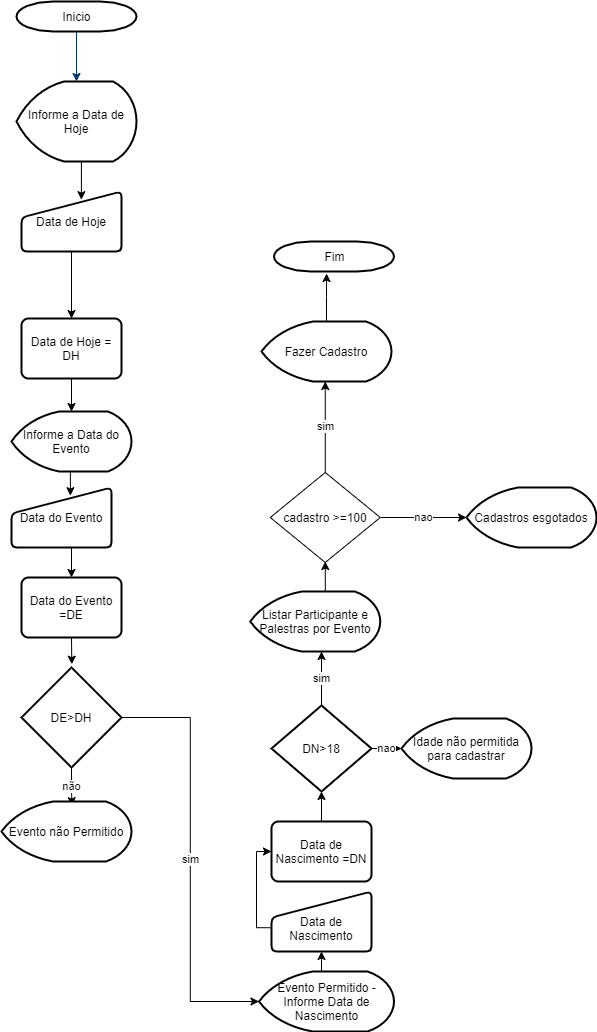 Inicio
Informe a Data de
Hoje
Data de Hoje
Data de Hoje =
DH
Informe a Data do
Evento
Data do Evento
Data do Evento
=DE
DE>DH
não
Evento não Permitido
sim
Evento Permitido -
Informe Data de
Nascimento
Data de
Nascimento
Data de
Nascimento =DN
DN>18
nao
Idade não permitida
para cadastrar
sim
Listar Participante e
Palestras por Evento
cadastro >=100
nao
Cadastros esgotados
sim
Fazer Cadastro
Fim